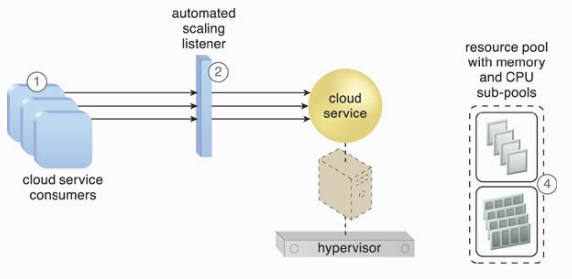 automated
scaling
listener
1
2
cloud
service
cloud service
consumers
hypervisor
resource pool
with memory
and CPU
sub-pools
4